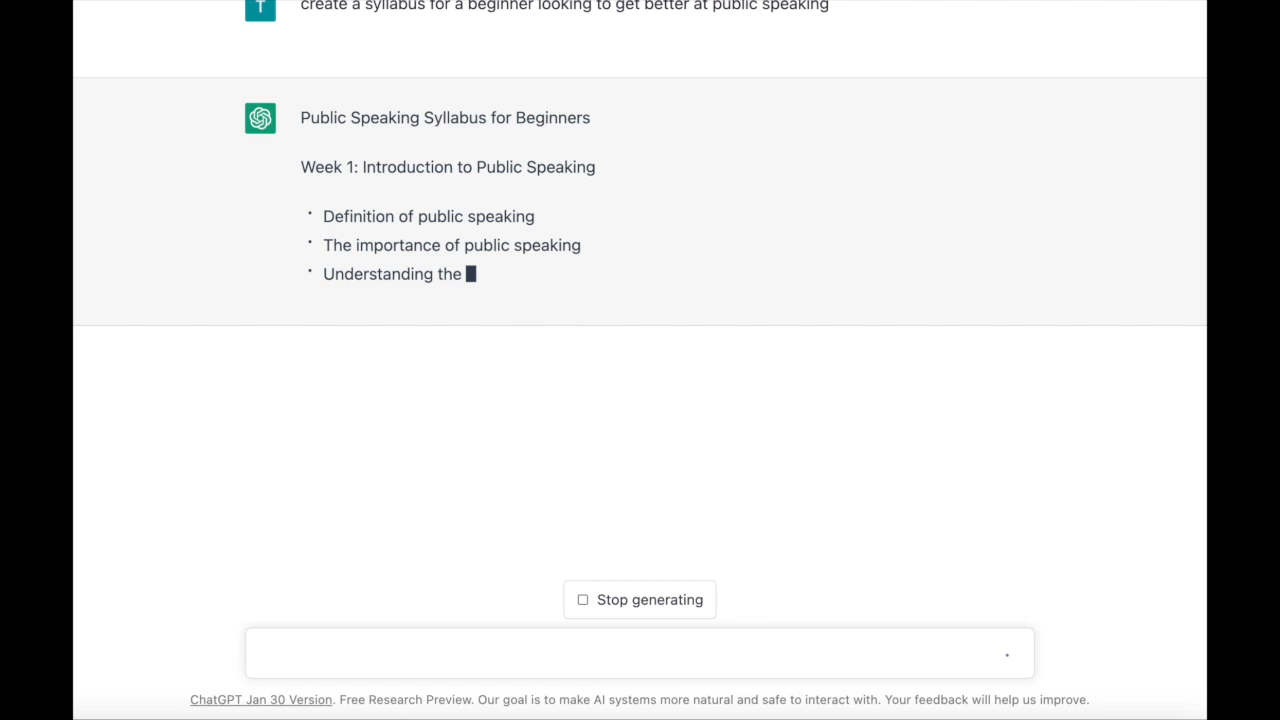 T create a syllabus for a beginner looking to get better at public speaking
Public Speaking Syllabus for Beginners
Week 1: Introduction to Public Speaking
• Definition of public speaking
• The importance of public speaking
• Understanding the
Stop generating
ChatGPT Jan 30 Version. Free Research Preview. Our goal is to make AI systems more natural and safe to interact with. Your feedback will help us improve.